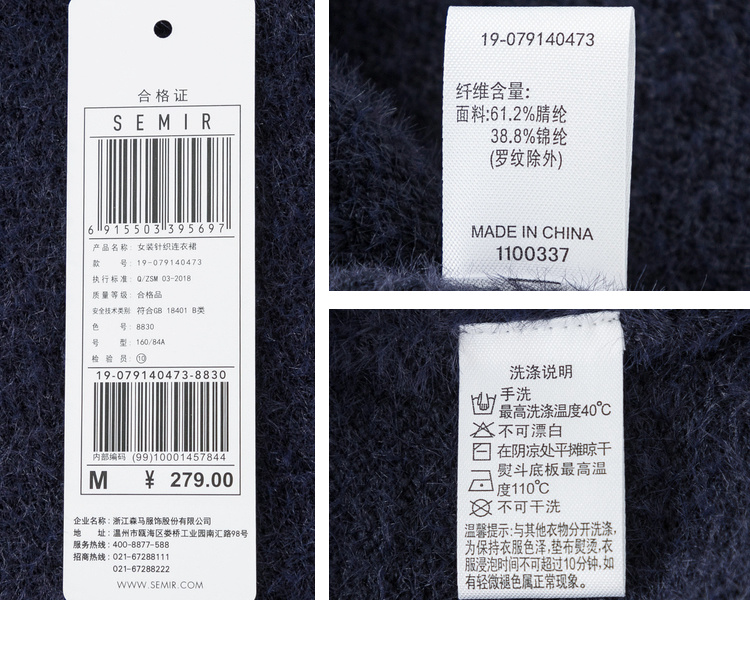 合格证
SEMIR
6 915503 395697
产品名称: 女装针织连衣裙
款 号: 19-079140473
执行标准: Q/ZSM 03-2018
质量等级: 合格品
安全技术类别: 符合GB 18401 B类
色 号: 8830
号 型: 160/84A
检 验 员: ⑩
19-079140473-8830
内部编码 (99)10001457844
M ¥ 279.00
企业名称: 浙江森马服饰股份有限公司
地 址: 温州市瓯海区娄桥工业园南汇路98号
服务热线: 400-8877-588
招商热线: 021-67288111
021-67288222
WWW.SEMIR.COM
19-079140473
纤维含量:
面料:61.2%腈纶
38.8%锦纶
(罗纹除外)
MADE IN CHINA
1100337
洗涤说明
手洗
最高洗涤温度40℃
不可漂白
在阴凉处平摊晾干
熨斗底板最高温
度110℃
不可干洗
温馨提示:与其他衣物分开洗涤,
为保持衣服色泽,垫布熨烫,衣
服浸泡时间不可超过10分钟,如
有轻微褪色属正常现象。